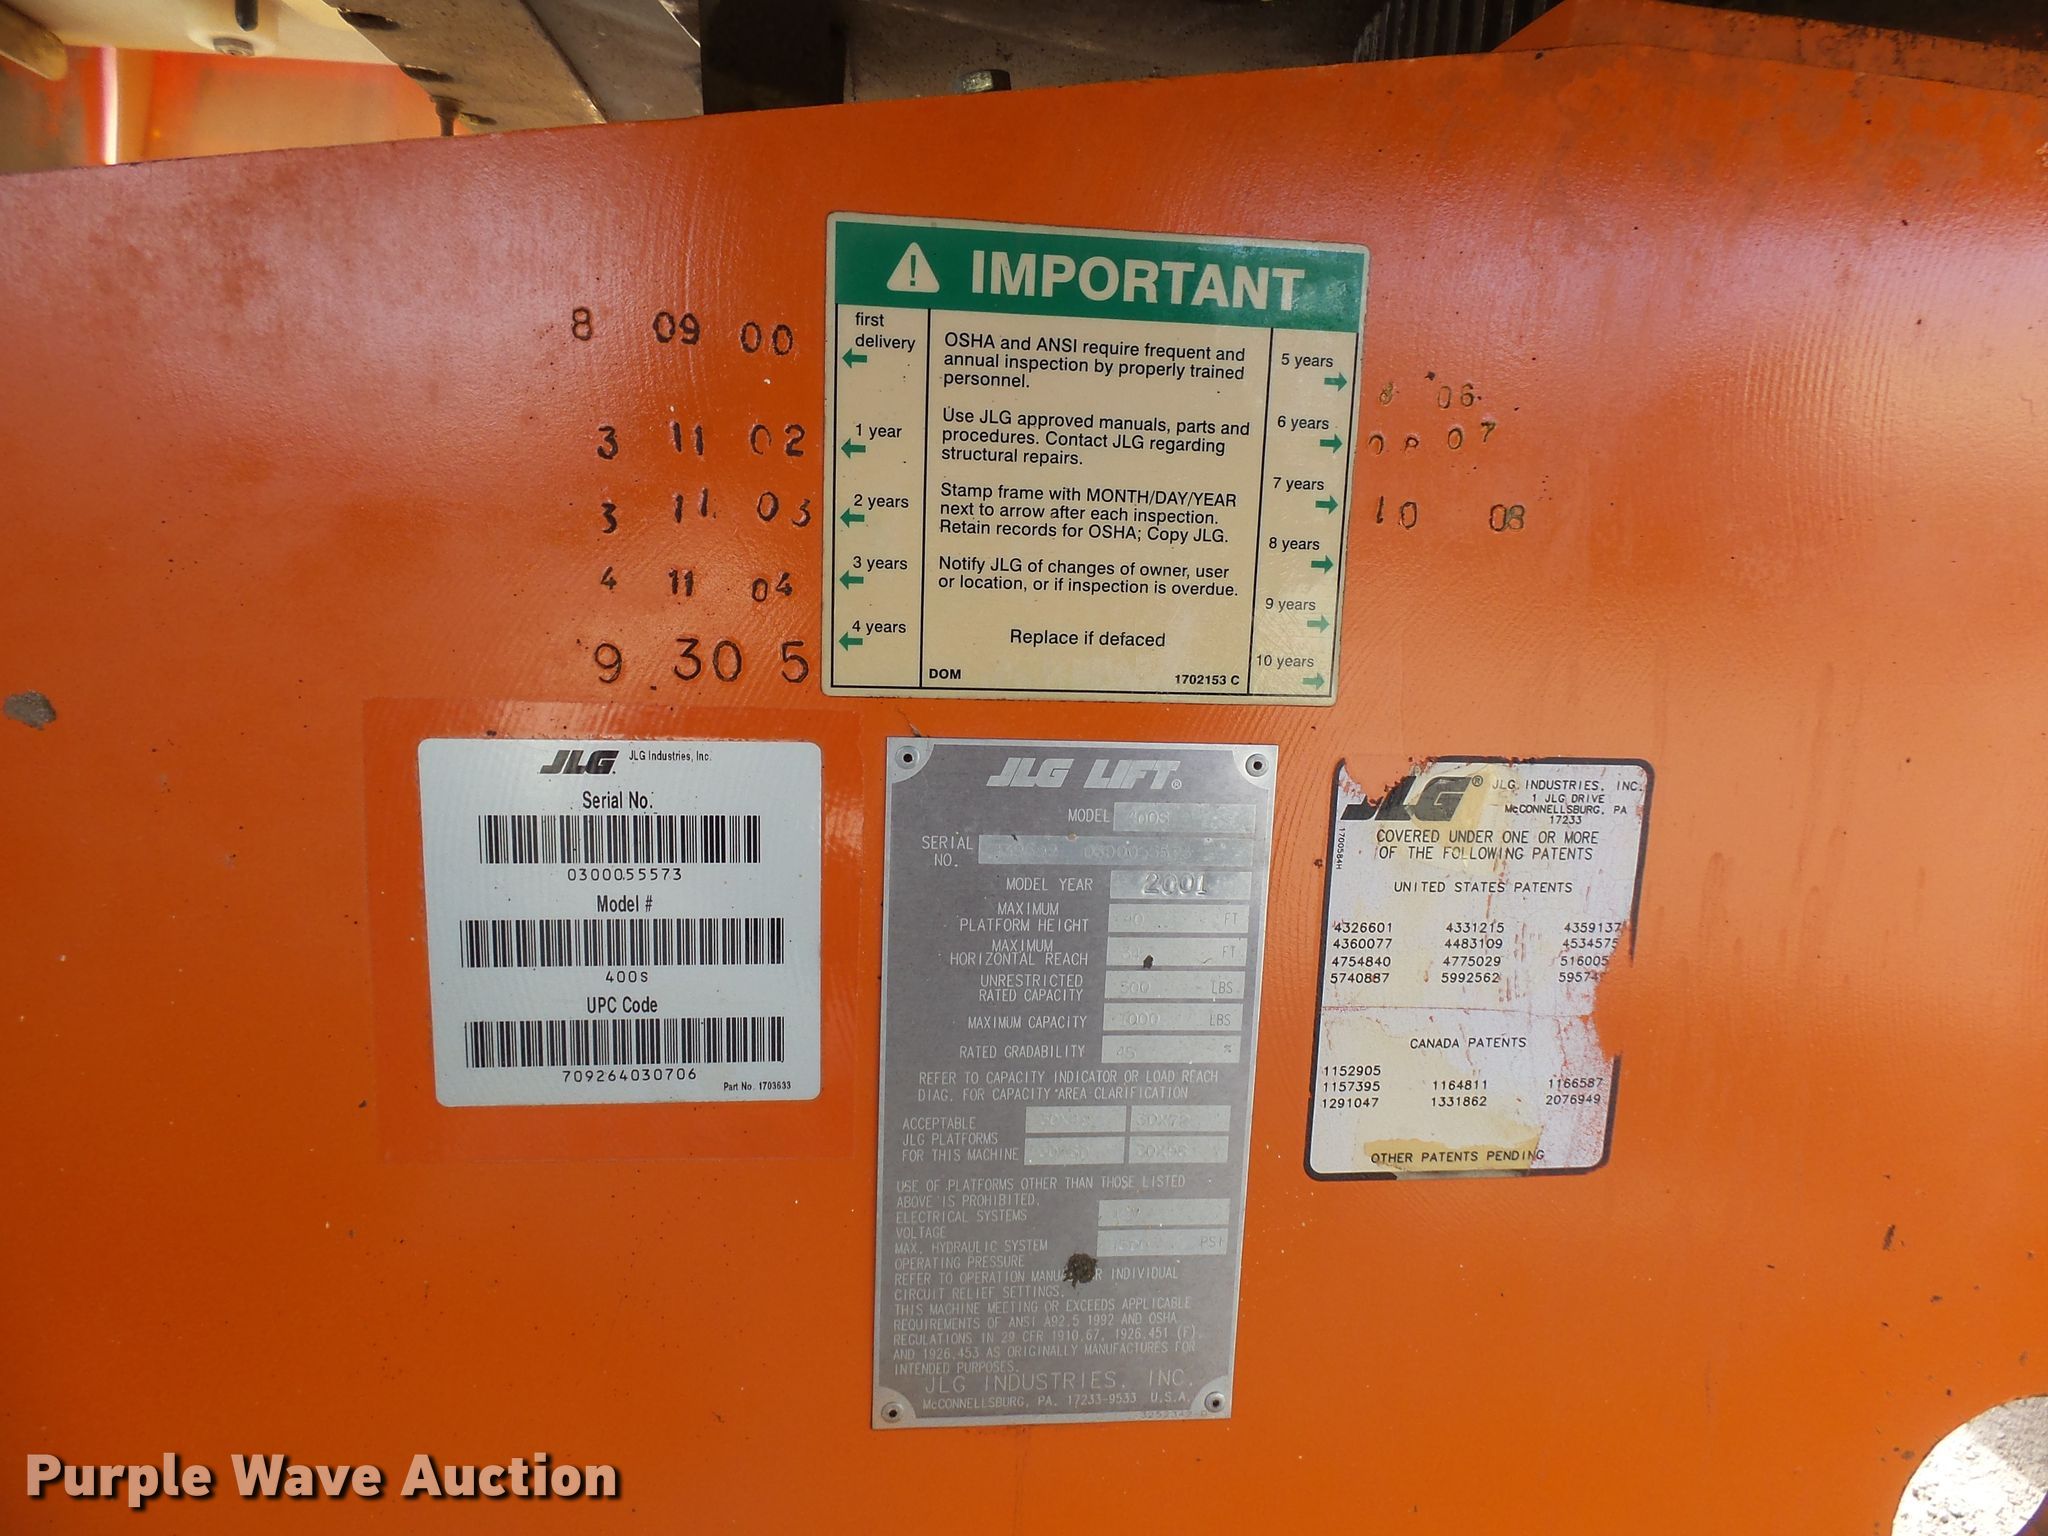 IMPORTANT
first
delivery
1 year
2 years
3 years
4 years
OSHA and ANSI require frequent and
annual inspection by properly trained
personnel.
Use JLG approved manuals, parts and
procedures. Contact JLG regarding
structural repairs.
Stamp frame with MONTH/DAY/YEAR
next to arrow after each inspection.
Retain records for OSHA; Copy JLG.
Notify JLG of changes of owner, user
or location, or if inspection is overdue.
Replace if defaced
DOM
1702153 C
5 years
6 years
7 years
8 years
9 years
10 years
8 09 00
3 11 02
3 11 03
4 11 04
9 30 5
06
07
10 08
JLG JLG Industries, Inc.
Serial No.
0300055573
Model #
400S
UPC Code
709264030706
Part No. 1703633
JLG LIFT®
MODEL 400S
SERIAL
NO.
MODEL YEAR 2001
MAXIMUM
PLATFORM HEIGHT 40 FT
MAXIMUM
HORIZONTAL REACH FT
UNRESTRICTED
RATED CAPACITY 500 LBS
MAXIMUM CAPACITY 1000 LBS
RATED GRADABILITY 45 %
REFER TO CAPACITY INDICATOR OR LOAD REACH
DIAG. FOR CAPACITY AREA CLARIFICATION
ACCEPTABLE
JLG PLATFORMS
FOR THIS MACHINE
30X72
USE OF PLATFORMS OTHER THAN THOSE LISTED
ABOVE IS PROHIBITED.
ELECTRICAL SYSTEMS
VOLTAGE
MAX. HYDRAULIC SYSTEM
OPERATING PRESSURE PSI
REFER TO OPERATION MANUAL FOR INDIVIDUAL
CIRCUIT RELIEF SETTINGS.
THIS MACHINE MEETING OR EXCEEDS APPLICABLE
REQUIREMENTS OF ANSI A92.5 1992 AND OSHA
REGULATIONS IN 29 CFR 1910.67, 1926.451 (F)
AND 1926.453 AS ORIGINALLY MANUFACTURES FOR
INTENDED PURPOSES.
JLG INDUSTRIES, INC.
McCONNELLSBURG, PA. 17233-9533 U.S.A.
JLG® JLG INDUSTRIES, INC.
1 JLG DRIVE
McCONNELLSBURG, PA
17233
1700584H
COVERED UNDER ONE OR MORE
OF THE FOLLOWING PATENTS
UNITED STATES PATENTS
4326601 4331215 4359137
4360077 4483109 4534575
4754840 4775029 516005
5740887 5992562 5957
CANADA PATENTS
1152905
1157395 1164811 1166587
1291047 1331862 2076949
OTHER PATENTS PENDING
Purple Wave Auction